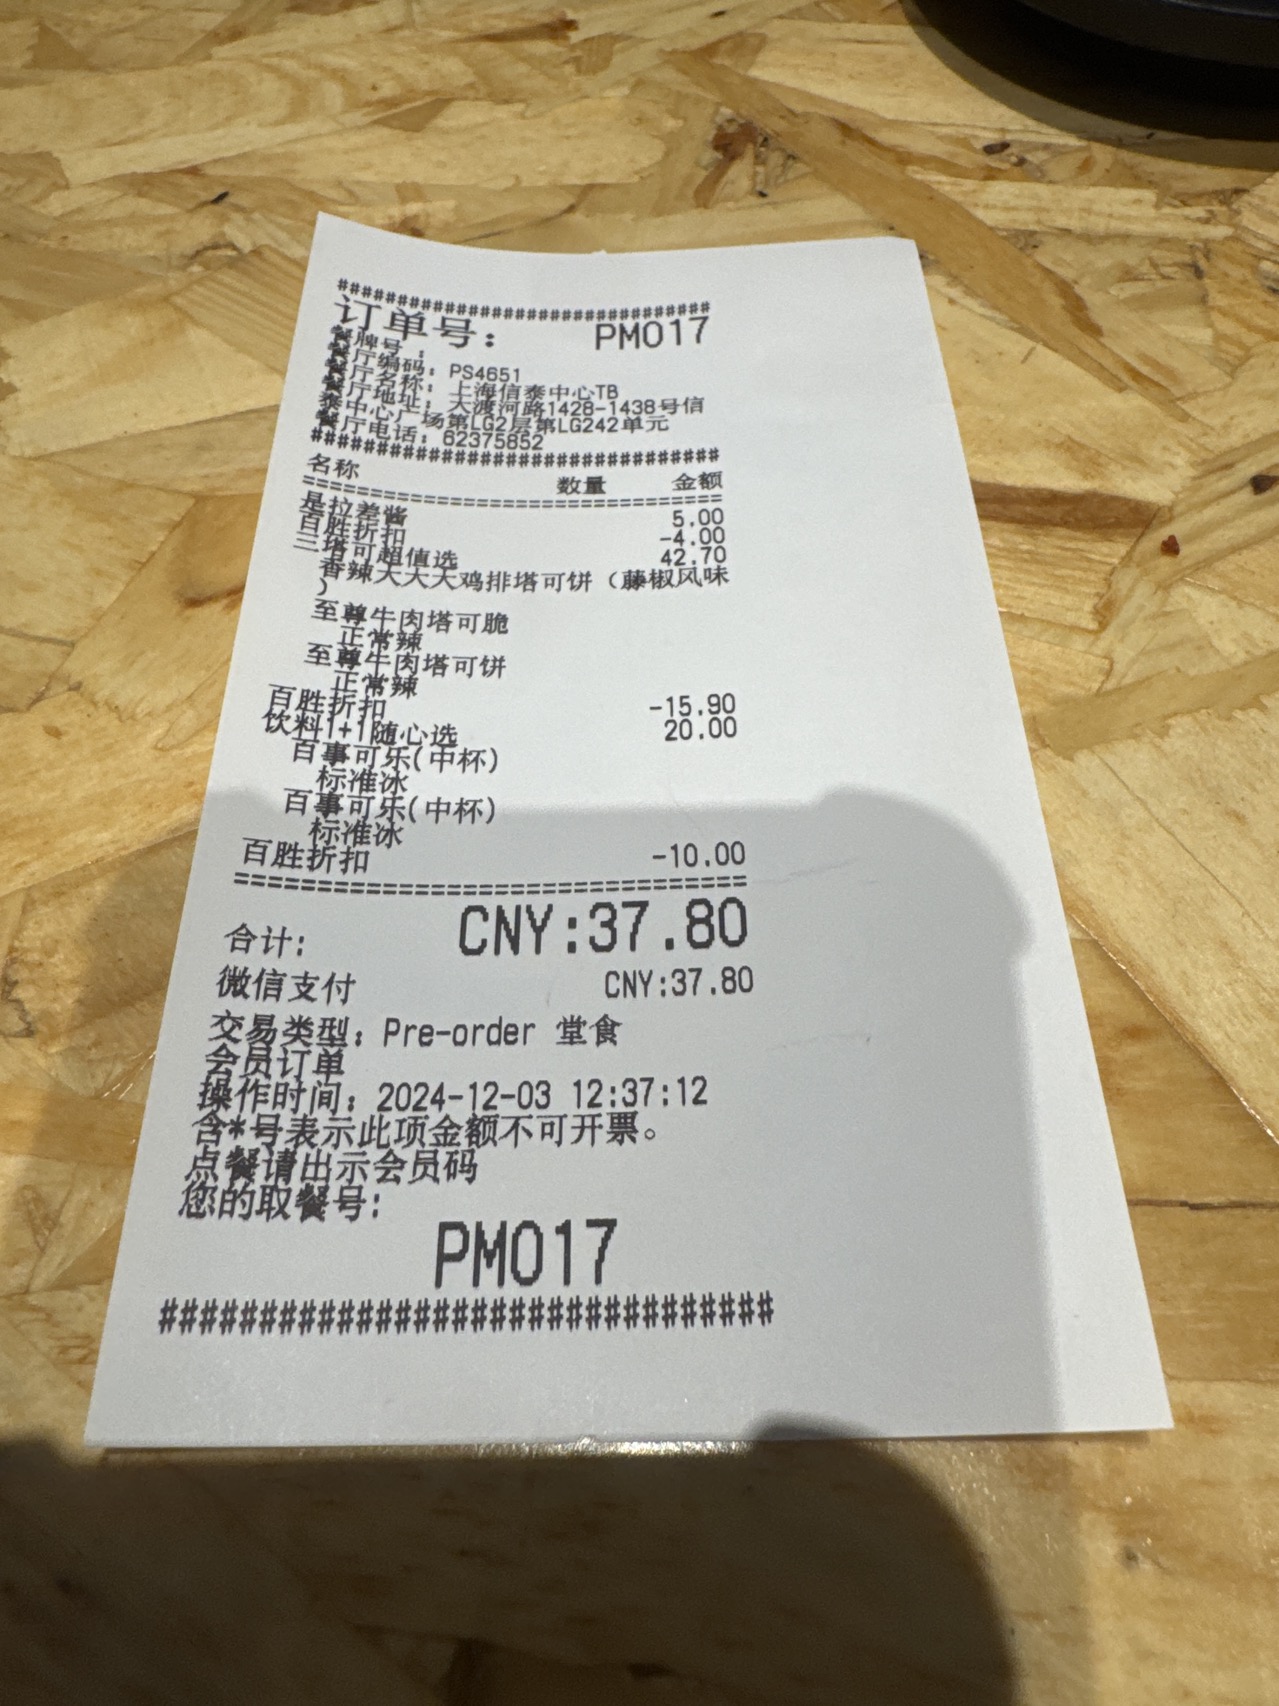 ##############################
订单号： PM017
餐牌号：
餐厅编码：PS4651
餐厅名称：上海信泰中心TB
餐厅地址：大渡河路1428-1438号信
泰中心广场第LG2层第LG242单元
餐厅电话：62375852
##############################
名称 数量 金额
==============================
是拉差酱 5.00
百胜折扣 -4.00
三塔可超值选 42.70
香辣大大大鸡排塔可饼（藤椒风味
）
至尊牛肉塔可脆
正常辣
至尊牛肉塔可饼
正常辣
百胜折扣 -15.90
饮料1+1随心选 20.00
百事可乐(中杯)
标准冰
百事可乐(中杯)
标准冰
百胜折扣 -10.00
==============================
合计: CNY:37.80
微信支付 CNY:37.80
交易类型：Pre-order 堂食
会员订单
操作时间：2024-12-03 12:37:12
含*号表示此项金额不可开票。
点餐请出示会员码
您的取餐号:
PM017
##############################